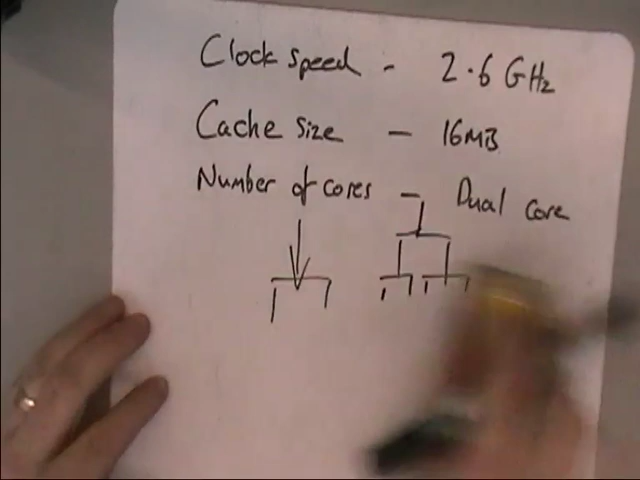 Clock speed - 2.6 GHz
Cache size - 16MB
Number of cores - Dual core